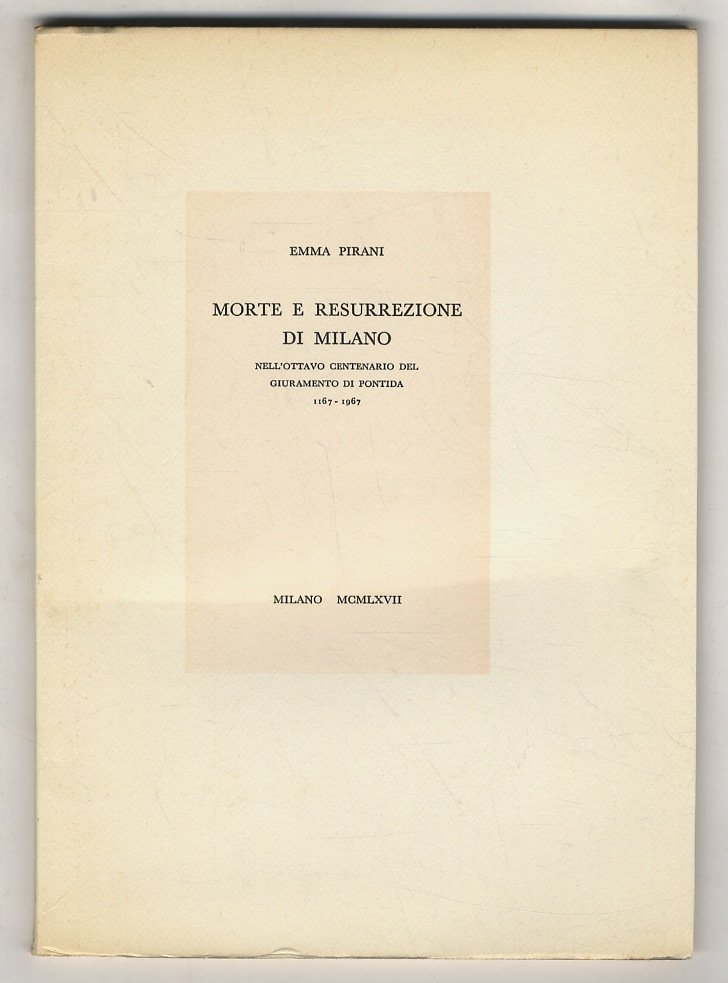 EMMA PIRANI
MORTE E RESURREZIONE
DI MILANO
NELL'OTTAVO CENTENARIO DEL
GIURAMENTO DI PONTIDA
1167 - 1967
MILANO MCMLXVII